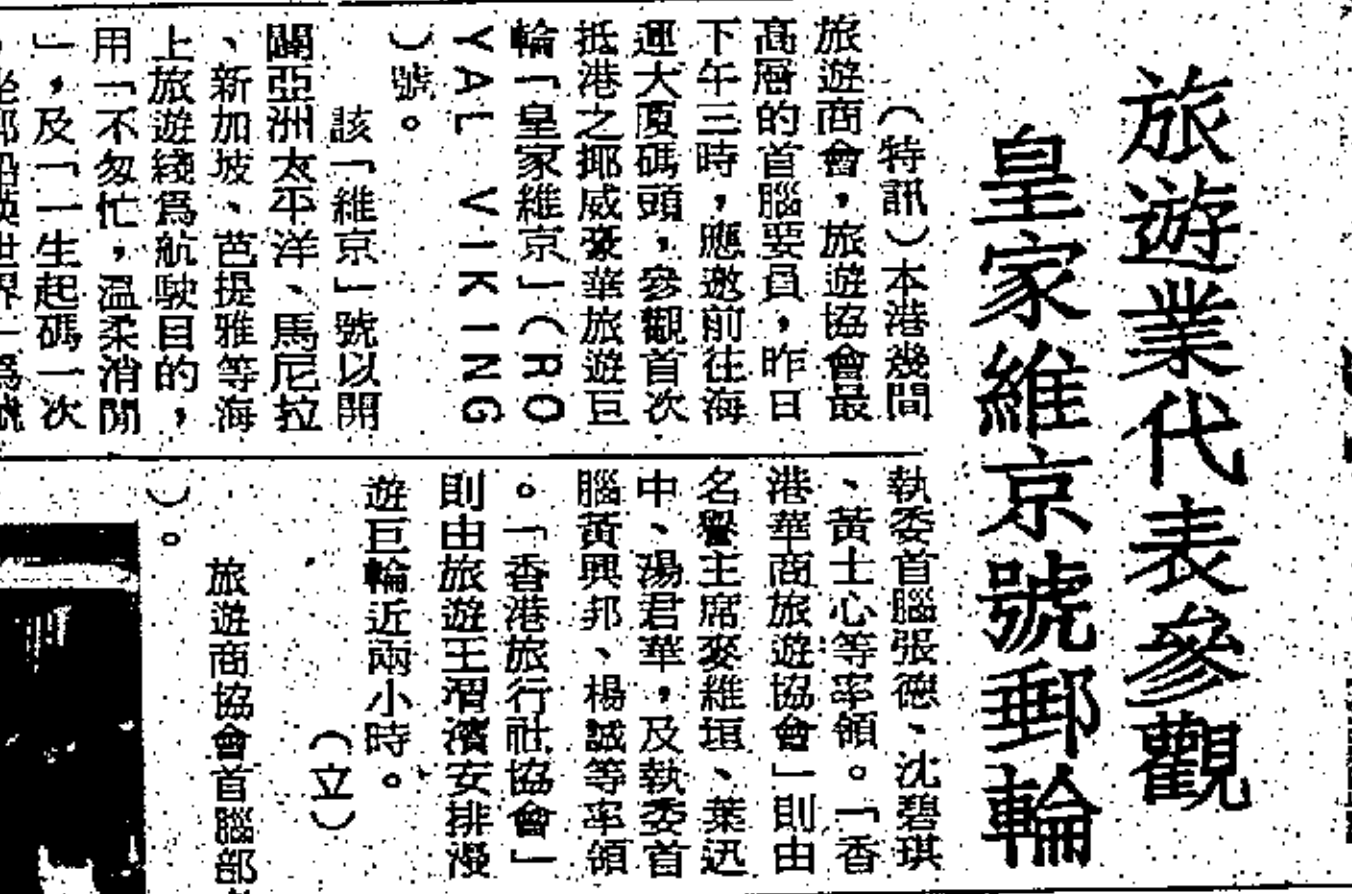 旅遊業代表參觀
皇家維京號郵輪
（特訊）本港幾間
旅遊商會，旅遊協會最
高層的首腦要員，昨日
下午三時，應邀前往海
運大厦碼頭，參觀首次
抵港之挪威豪華旅遊巨
輪「皇家維京」（RO
YAL VIKING
）號。
該「維京」號以開
闢亞洲太平洋、馬尼拉
、新加坡、芭提雅等海
上旅遊綫爲航駛目的，
用「不匆忙，溫柔消閒
」，及「一生起碼一次
世界一爲
執委首腦張德、沈碧琪
、黃士心等率領。「香
港華商旅遊協會」則由
名譽主席麥維垣、葉迅
中、湯君華，及執委首
腦黃興邦、楊誠等率領
。「香港旅行社協會」
則由旅遊王渭濱安排漫
遊巨輪近兩小時。
（立）
）。
旅遊商協會首腦部